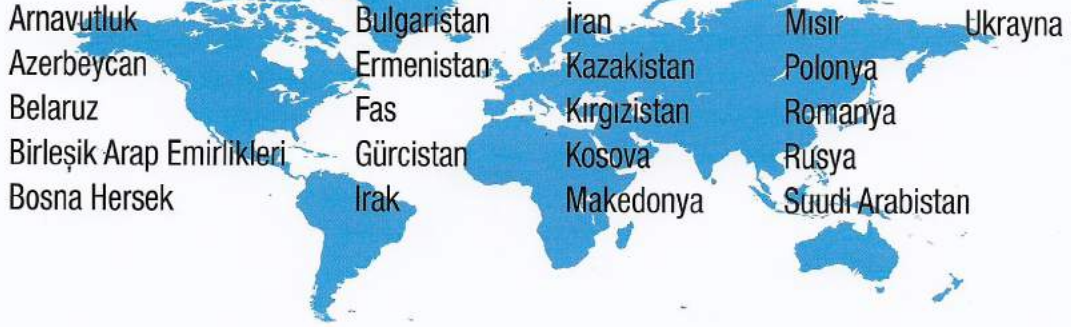 Arnavutluk
Azerbeycan
Belaruz
Birleşik Arap Emirlikleri
Bosna Hersek
Bulgaristan
Ermenistan
Fas
Gürcistan
Irak
İran
Kazakistan
Kırgızistan
Kosova
Makedonya
Mısır
Polonya
Romanya
Rusya
Suudi Arabistan
Ukrayna